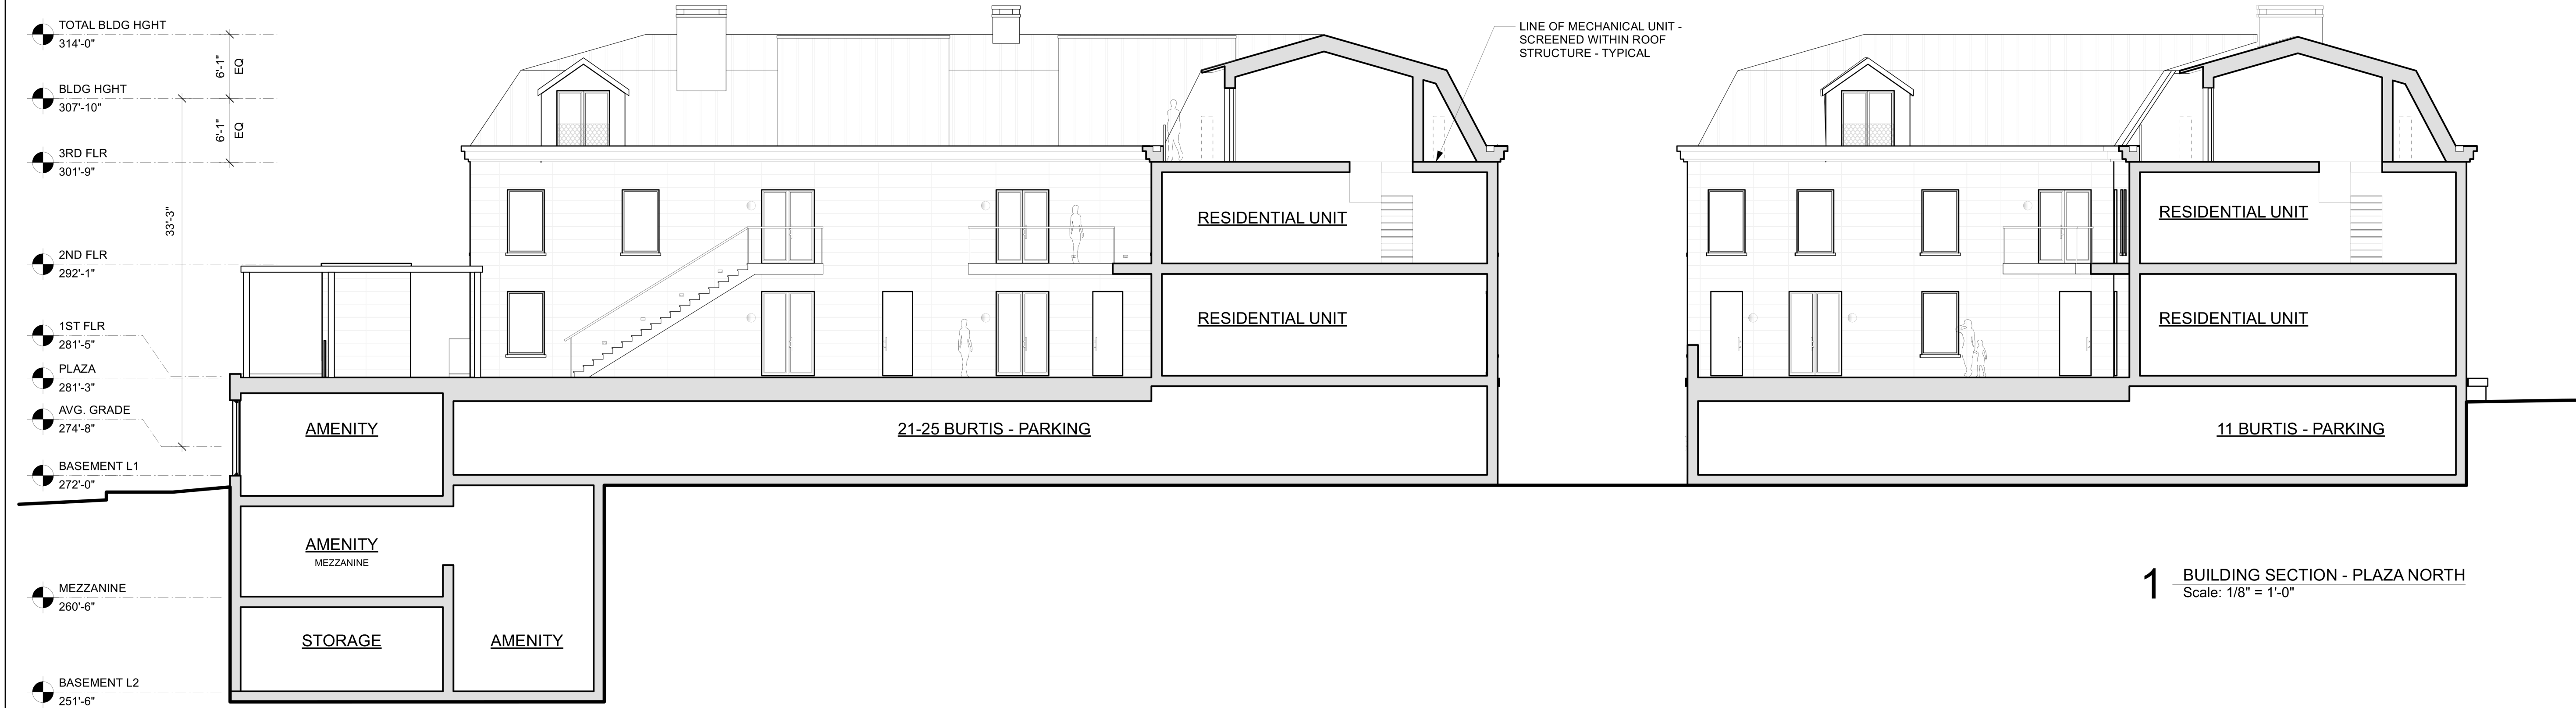 TOTAL BLDG HGHT
314'-0"
6'-1"
EQ
BLDG HGHT
307'-10"
6'-1"
EQ
3RD FLR
301'-9"
33'-3"
2ND FLR
292'-1"
1ST FLR
281'-5"
PLAZA
281'-3"
AVG. GRADE
274'-8"
BASEMENT L1
272'-0"
MEZZANINE
260'-6"
BASEMENT L2
251'-6"
LINE OF MECHANICAL UNIT -
SCREENED WITHIN ROOF
STRUCTURE - TYPICAL
RESIDENTIAL UNIT
RESIDENTIAL UNIT
AMENITY
21-25 BURTIS - PARKING
AMENITY
MEZZANINE
STORAGE
AMENITY
RESIDENTIAL UNIT
RESIDENTIAL UNIT
11 BURTIS - PARKING
1 BUILDING SECTION - PLAZA NORTH
Scale: 1/8" = 1'-0"